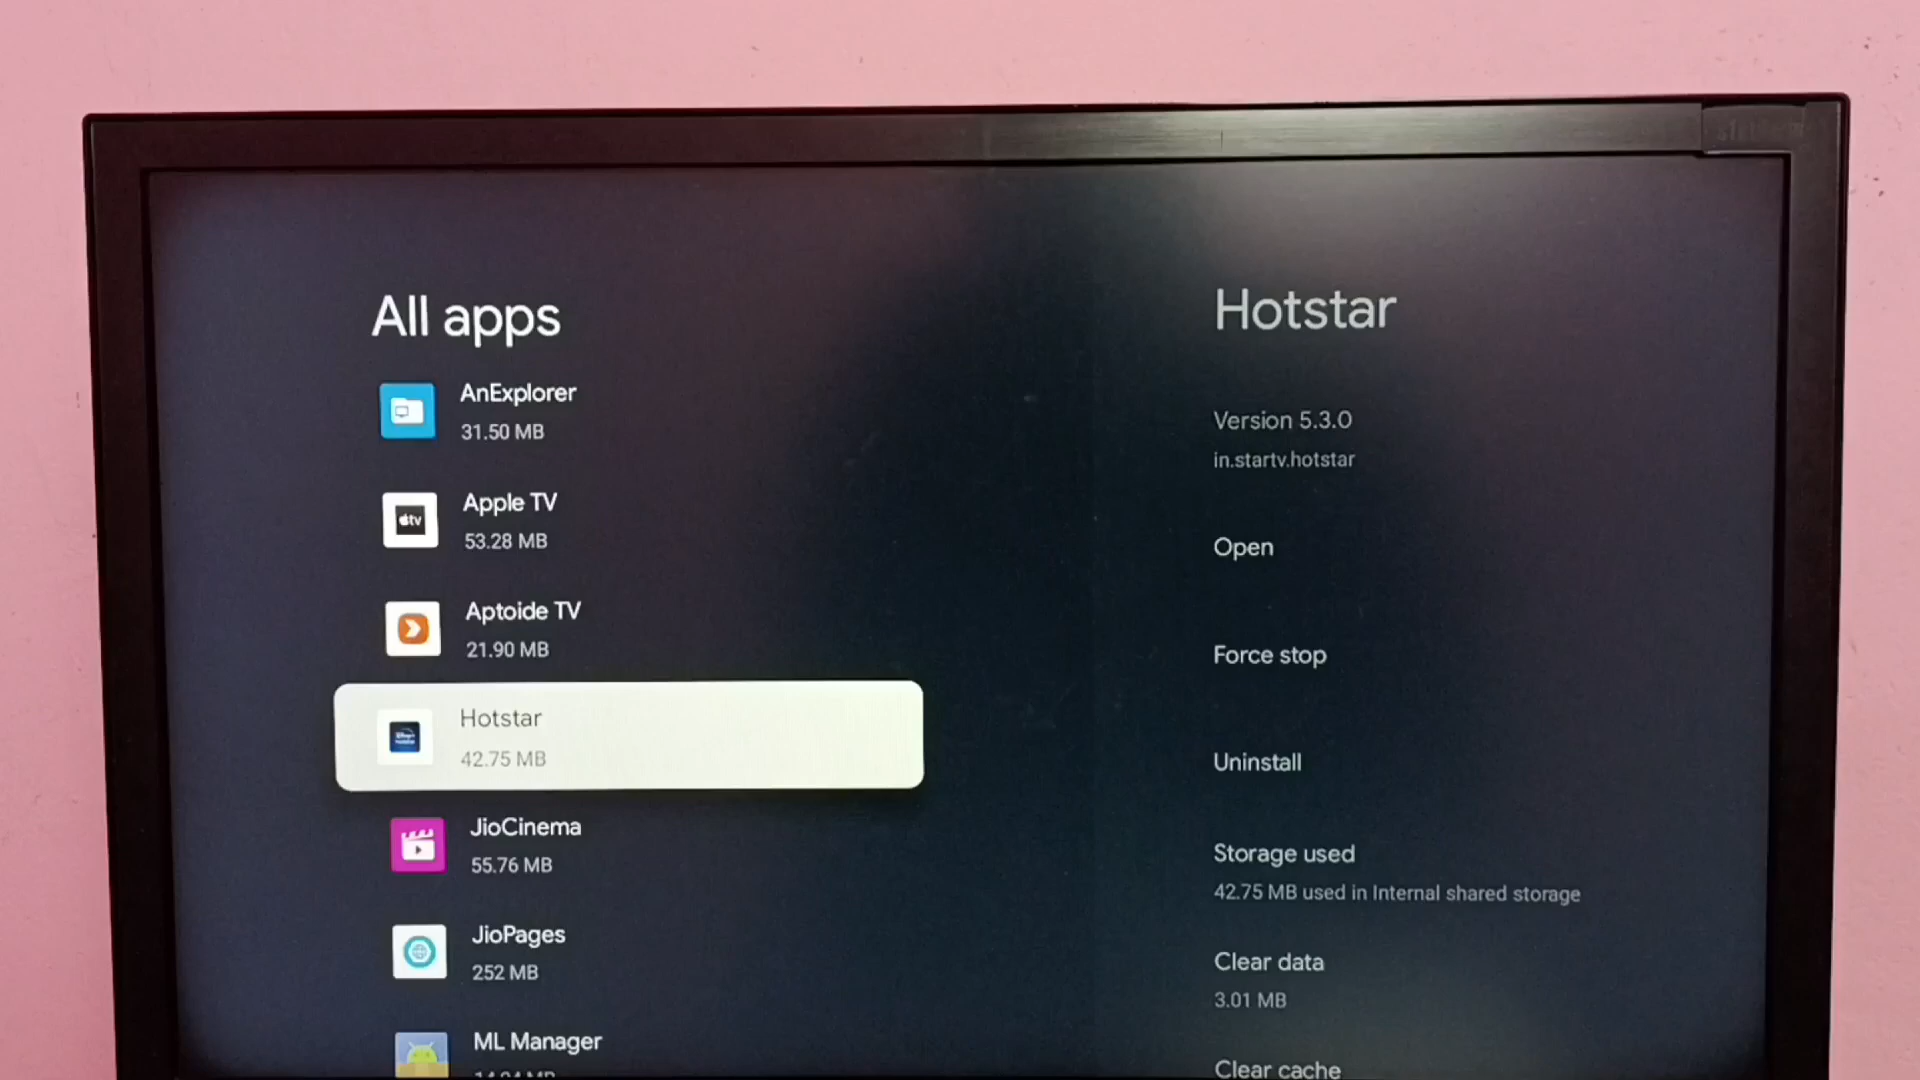 All apps
AnExplorer
31.50 MB
Apple TV
53.28 MB
tv
Aptoide TV
21.90 MB
Hotstar
42.75 MB
JioCinema
55.76 MB
JioPages
252 MB
ML Manager
Hotstar
Version 5.3.0
in.startv.hotstar
Open
Force stop
Uninstall
Storage used
42.75 MB used in Internal shared storage
Clear data
3.01 MB
Clear cache